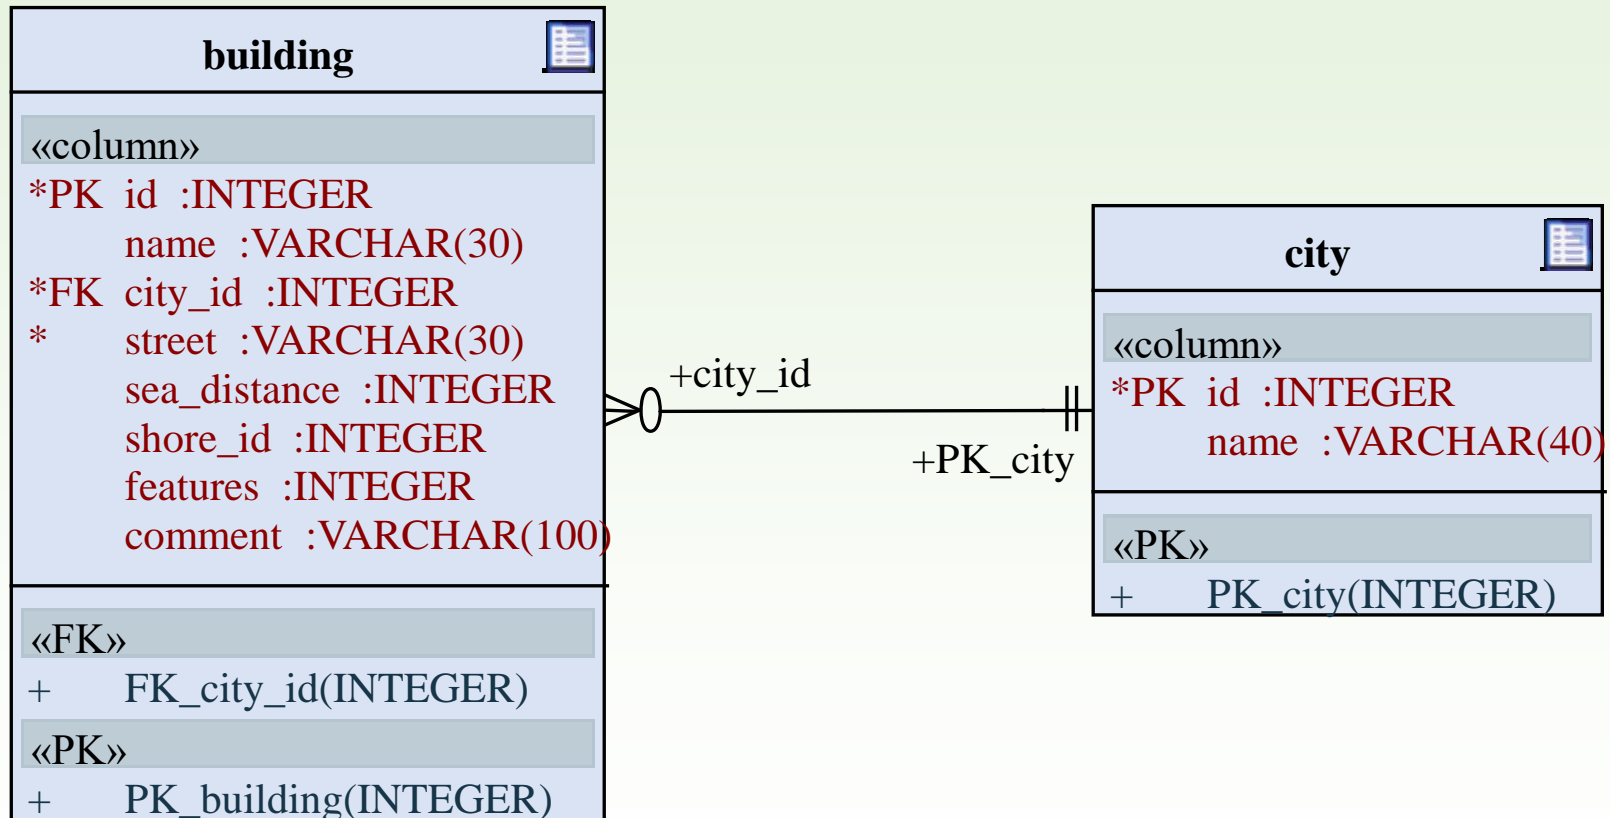 building
«column»
*PK id :INTEGER
name :VARCHAR(30)
*FK city_id :INTEGER
* street :VARCHAR(30)
sea_distance :INTEGER
shore_id :INTEGER
features :INTEGER
comment :VARCHAR(100)
«FK»
+ FK_city_id(INTEGER)
«PK»
+ PK_building(INTEGER)
+city_id
+PK_city
city
«column»
*PK id :INTEGER
name :VARCHAR(40)
«PK»
+ PK_city(INTEGER)